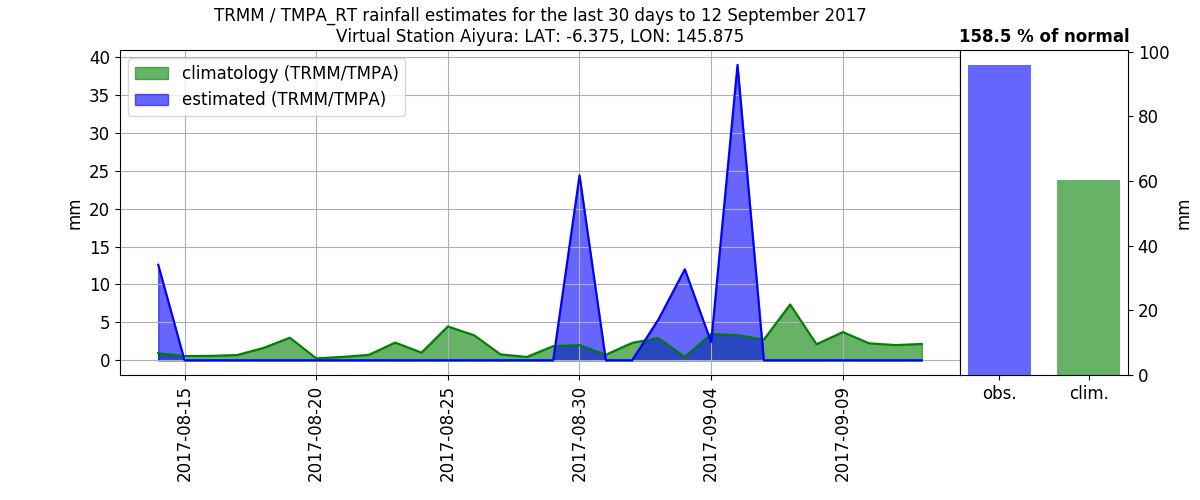 TRMM / TMPA_RT rainfall estimates for the last 30 days to 12 September 2017
Virtual Station Aiyura: LAT: -6.375, LON: 145.875
158.5 % of normal
climatology (TRMM/TMPA)
estimated (TRMM/TMPA)
mm
40
35
30
25
20
15
10
5
0
2017-08-15
2017-08-20
2017-08-25
2017-08-30
2017-09-04
2017-09-09
100
80
60
40
20
0
mm
obs.
clim.